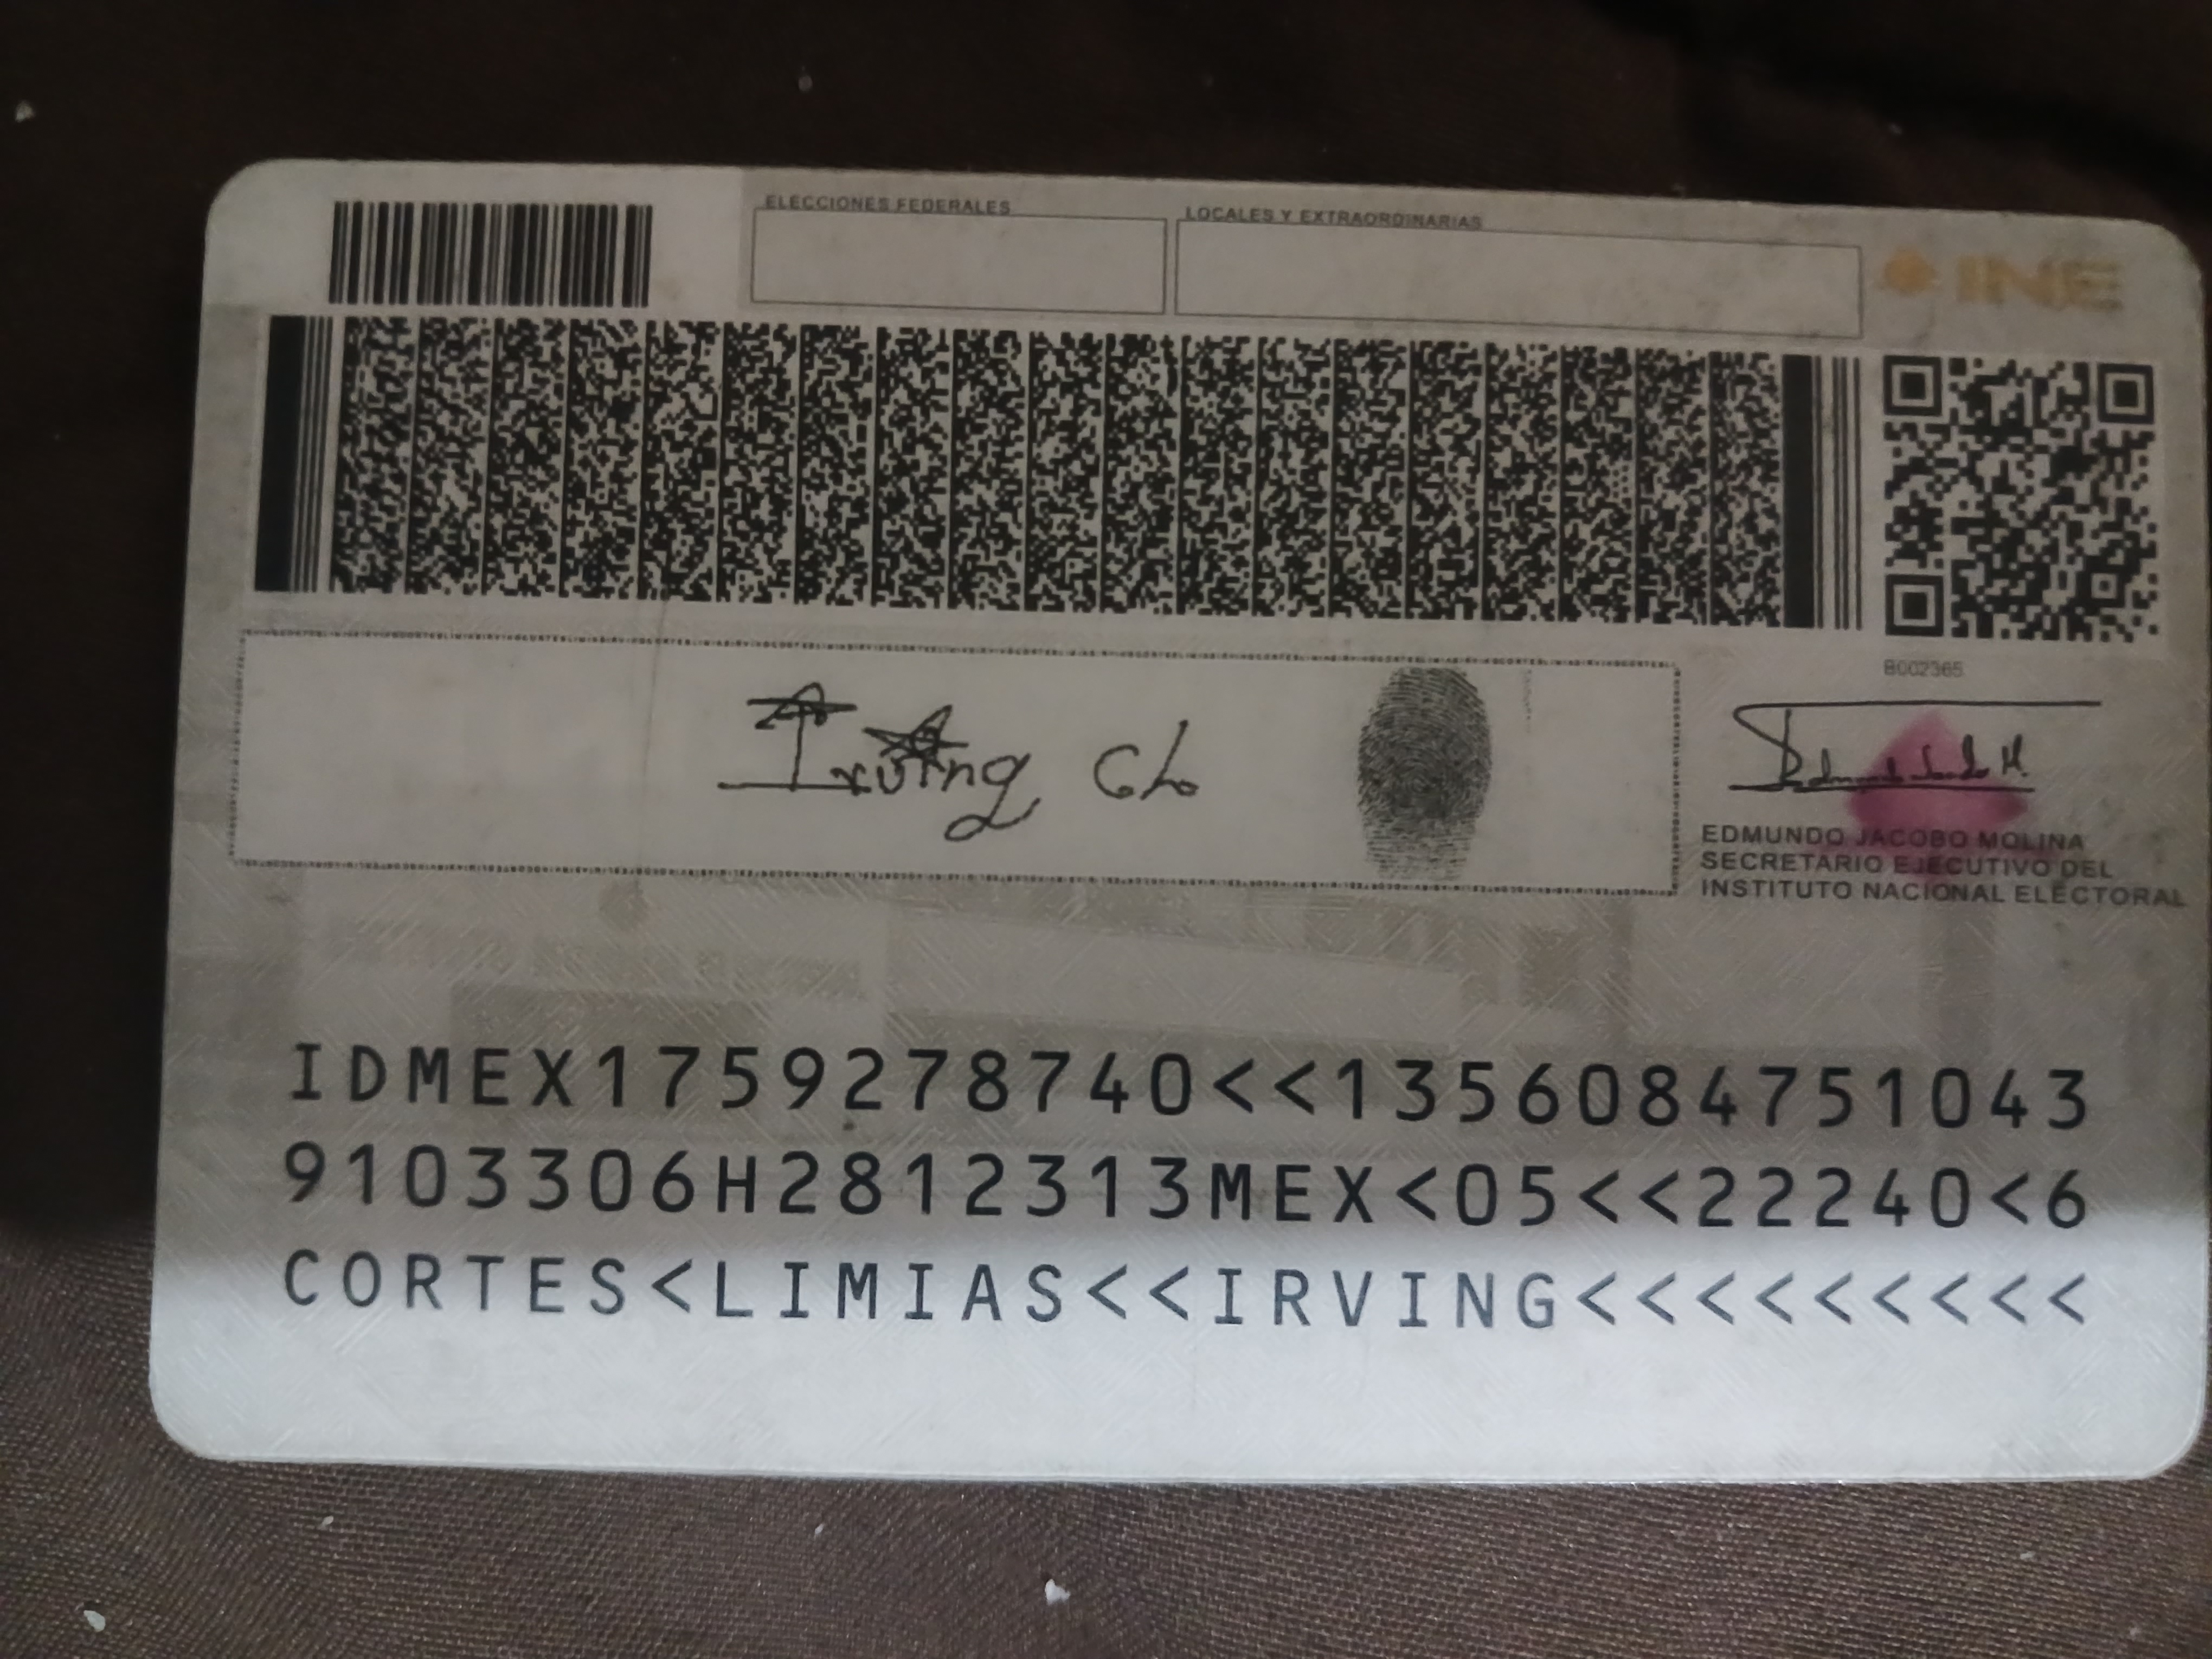 ELECCIONES FEDERALES
LOCALES Y EXTRAORDINARIAS
INE
B002365
Irving CL
EDMUNDO JACOBO MOLINA
SECRETARIO EJECUTIVO DEL
INSTITUTO NACIONAL ELECTORAL
IDMEX1759278740<<1356084751043
9103306H2812313MEX<05<<22240<6
CORTES<LIMIAS<<IRVING<<<<<<<<<